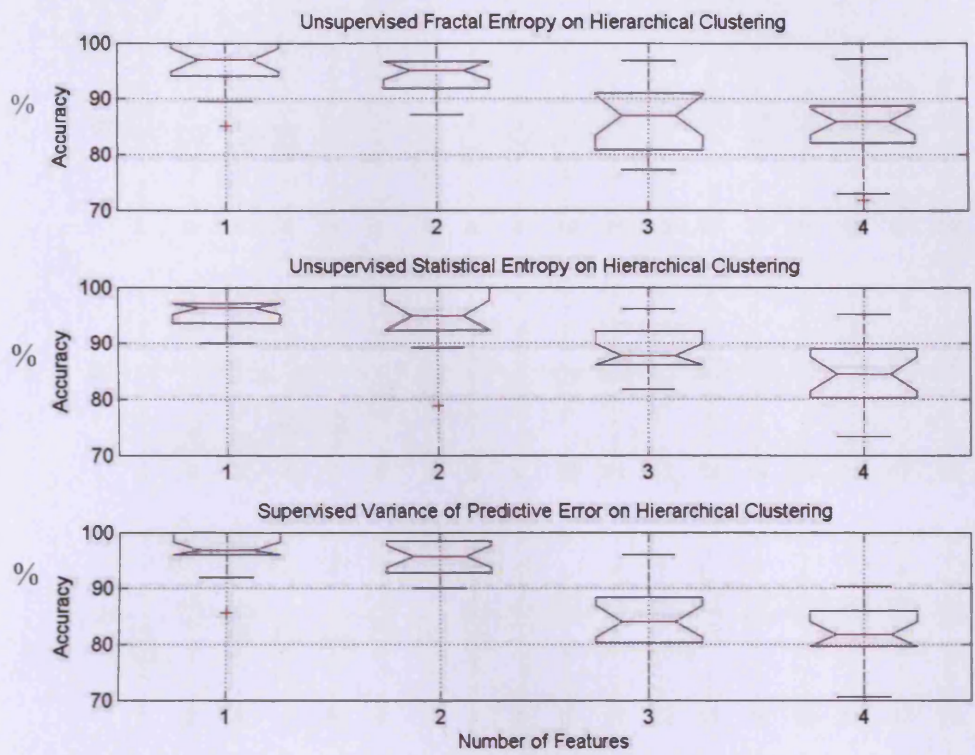 Unsupervised Fractal Entropy on Hierarchical Clustering
100
90
80
70
%
Accuracy
1 2 3 4
Unsupervised Statistical Entropy on Hierarchical Clustering
100
90
80
70
%
Accuracy
1 2 3 4
Supervised Variance of Predictive Error on Hierarchical Clustering
100
90
80
70
%
Accuracy
1 2 3 4
Number of Features